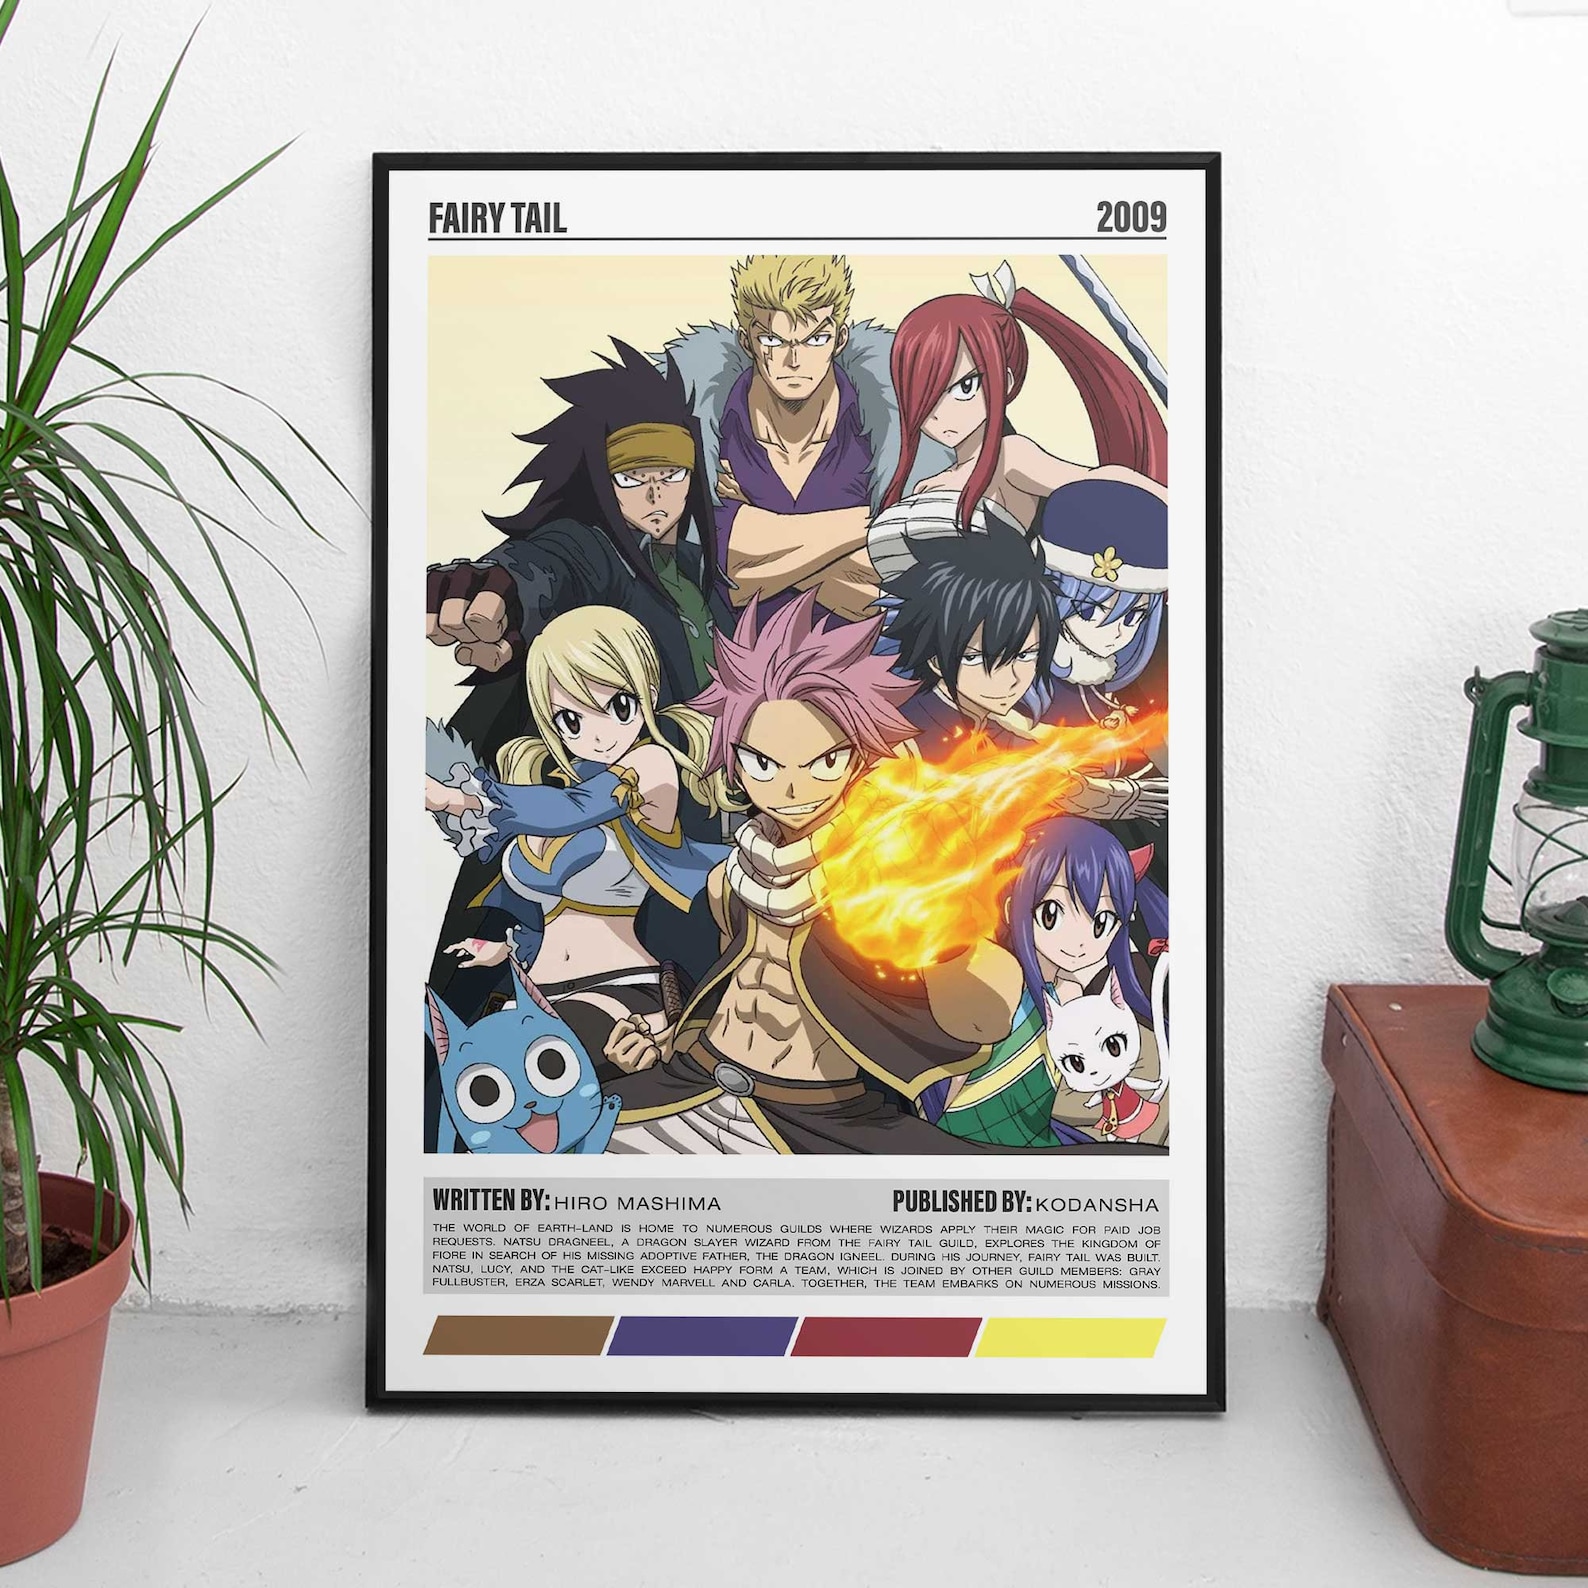 FAIRY TAIL 2009
WRITTEN BY: HIRO MASHIMA PUBLISHED BY: KODANSHA
THE WORLD OF EARTH-LAND IS HOME TO NUMEROUS GUILDS WHERE WIZARDS APPLY THEIR MAGIC FOR PAID JOB
REQUESTS. NATSU DRAGNEEL, A DRAGON SLAYER WIZARD FROM THE FAIRY TAIL GUILD, EXPLORES THE KINGDOM OF
FIORE IN SEARCH OF HIS MISSING ADOPTIVE FATHER, THE DRAGON IGNEEL. DURING HIS JOURNEY, FAIRY TAIL WAS BUILT.
NATSU, LUCY, AND THE CAT-LIKE EXCEED HAPPY FORM A TEAM, WHICH IS JOINED BY OTHER GUILD MEMBERS: GRAY
FULLBUSTER, ERZA SCARLET, WENDY MARVELL AND CARLA. TOGETHER, THE TEAM EMBARKS ON NUMEROUS MISSIONS.